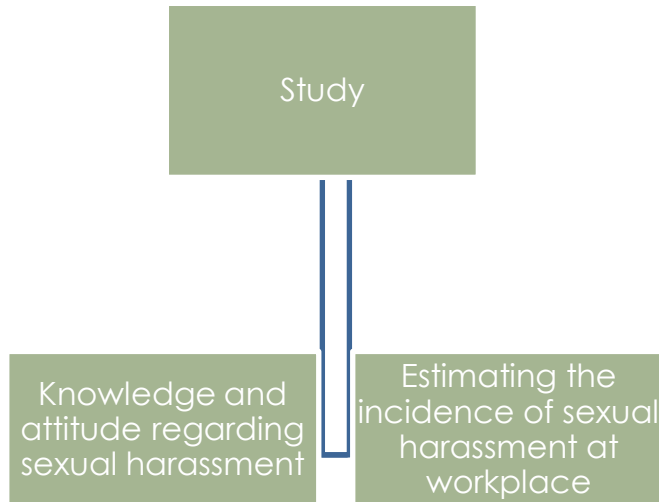 Study
Knowledge and
attitude regarding
sexual harassment
Estimating the
incidence of sexual
harassment at
workplace